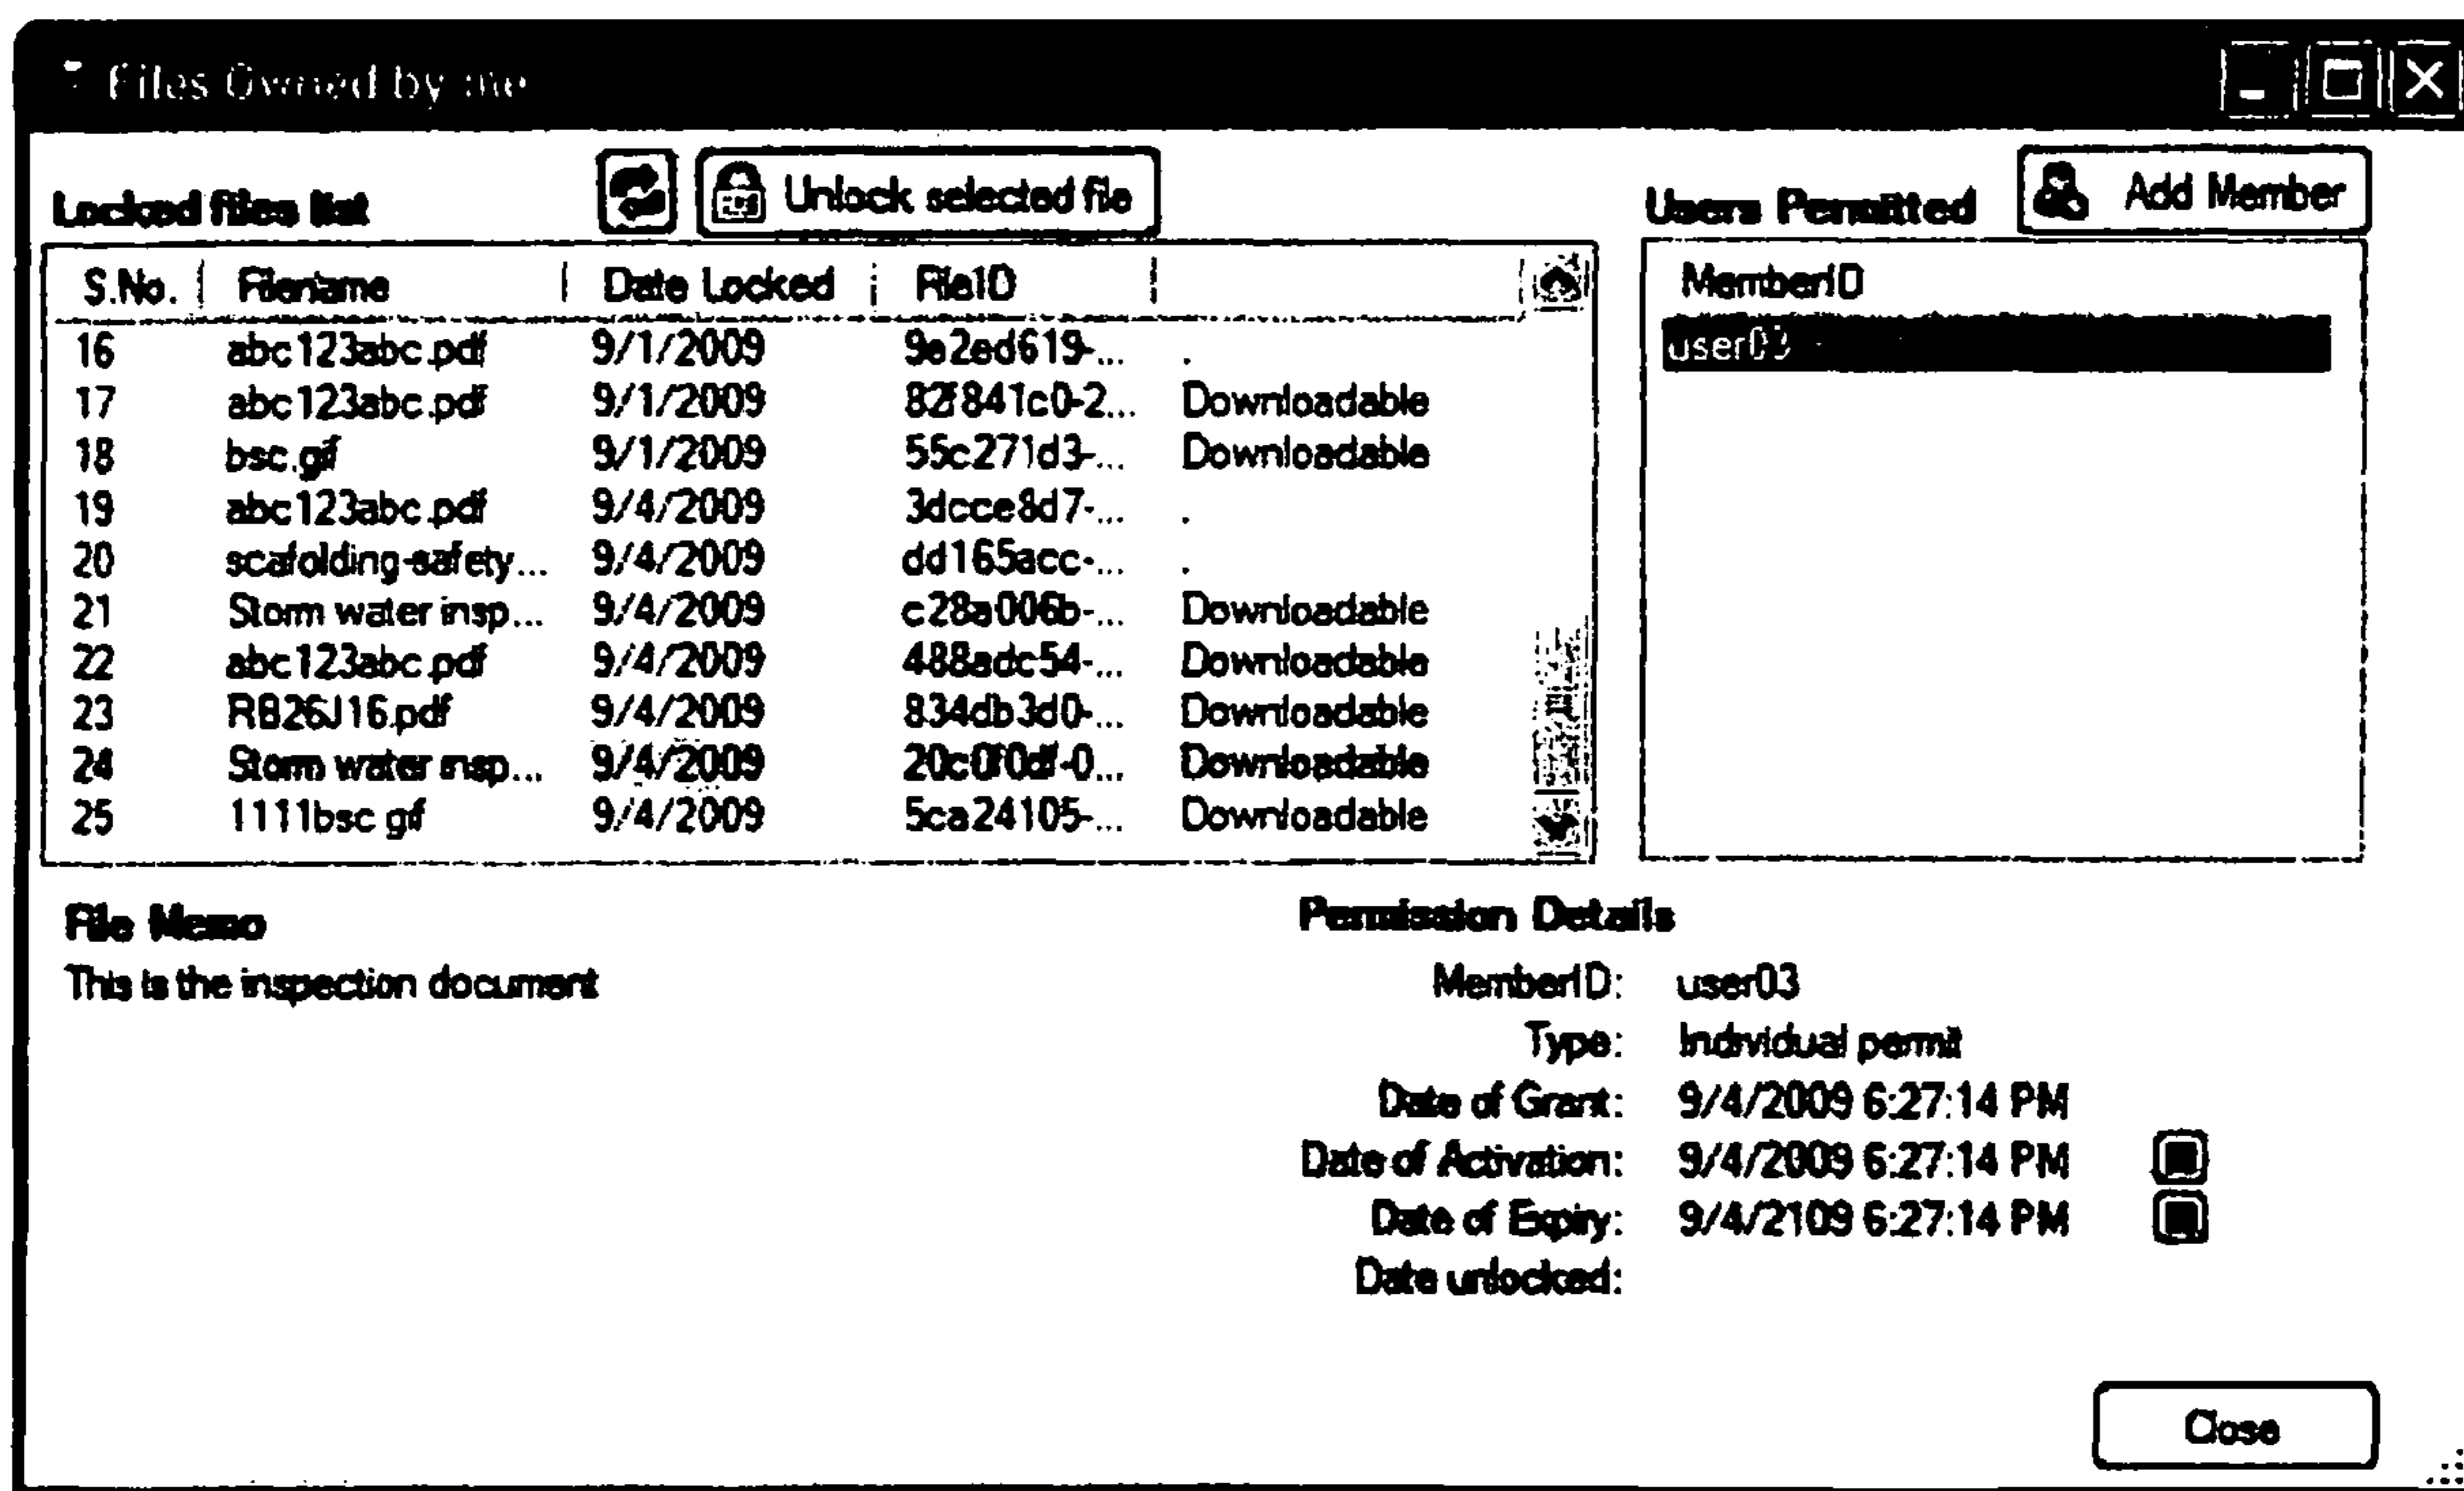 Files Owned by me
Locked files list
Unlock selected file
Users Permitted
Add Member
S.No. Filename Date Locked FileID
16 abc123abc.pdf 9/1/2009 9e2ed619-... .
17 abc123abc.pdf 9/1/2009 82f841c0-2... Downloadable
18 bsc.gif 9/1/2009 55c271d3-... Downloadable
19 abc123abc.pdf 9/4/2009 3dcce8d7-... .
20 scafolding-safety... 9/4/2009 dd165acc-... .
21 Storm water insp... 9/4/2009 c28a006b-... Downloadable
22 abc123abc.pdf 9/4/2009 488adc54-... Downloadable
23 RB26J16.pdf 9/4/2009 834db3d0-... Downloadable
24 Storm water insp... 9/4/2009 20c0f0df-0... Downloadable
25 1111bsc.gif 9/4/2009 5ca24105-... Downloadable
MemberID
user03
File Memo
This is the inspection document
Permission Details
MemberID: user03
Type: Individual permit
Date of Grant: 9/4/2009 6:27:14 PM
Date of Activation: 9/4/2009 6:27:14 PM
Date of Expiry: 9/4/2109 6:27:14 PM
Date unlocked:
Close